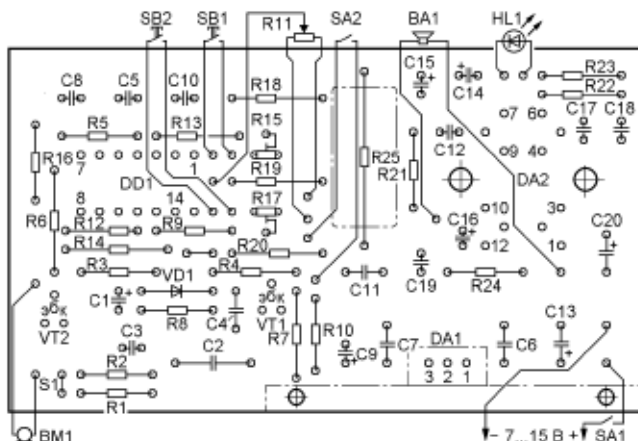 SB2 SB1 R11 SA2 BA1 HL1
C8 C5 C10 R18 C15 C14 R23
R22
R5 R13 R15 C17 C18
7 6
R16 7 1 R19 R25 R21 C12 9 4
DD1 DA2
R6 8 14 R17
R12 R9 C16 10 3 C20
R14 R20 12 1
R3 VD1 R4 C11 C19 R24
C1 + эбк R8 C4 эбк R7 R10 C13
VT2 VT1
C3 C2 C9 C7 DA1 C6
R2 3 2 1
S1
R1
BM1 - 7...15 В + SA1